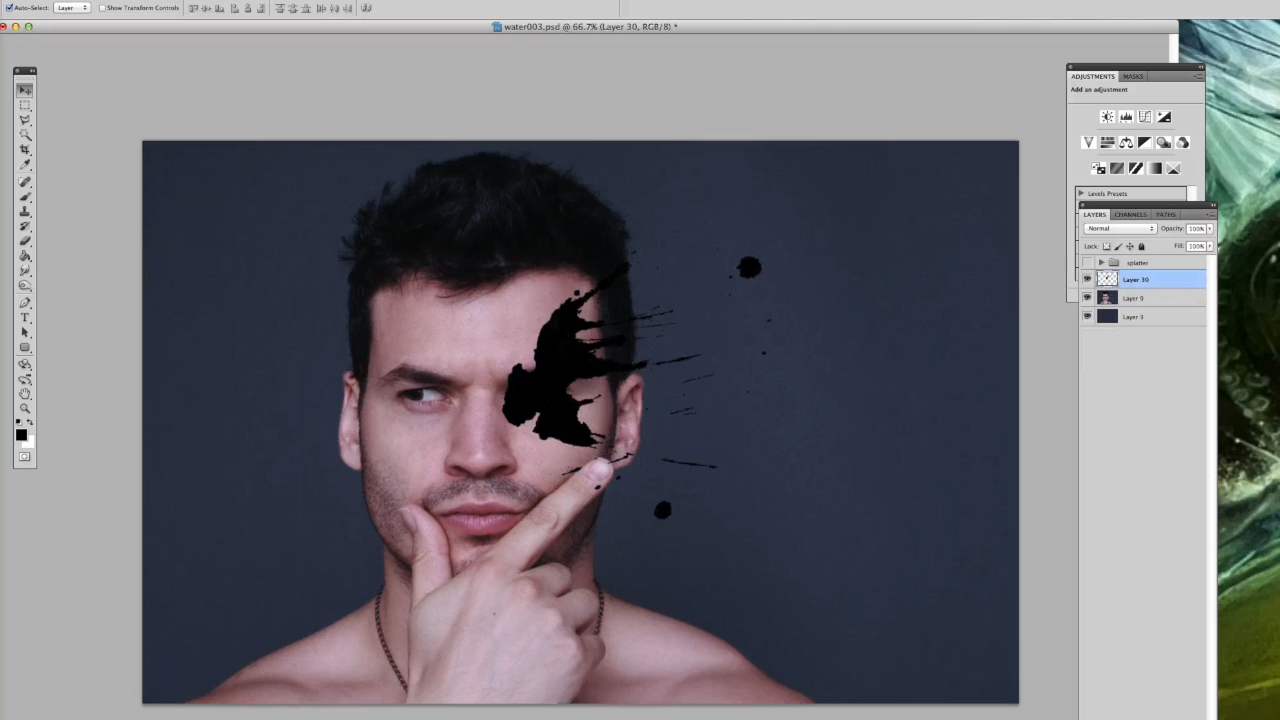 Auto-Select: Layer Show Transform Controls
water003.psd @ 66.7% (Layer 30, RGB/8) *
ADJUSTMENTS MASKS
Add an adjustment
Levels Presets
LAYERS CHANNELS PATHS
Normal Opacity: 100%
Lock: Fill: 100%
splatter
Layer 30
Layer 9
Layer 3
T